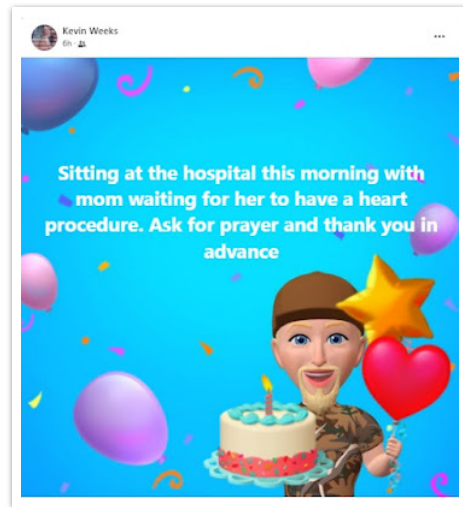 Kevin Weeks
6h ·
Sitting at the hospital this morning with
mom waiting for her to have a heart
procedure. Ask for prayer and thank you in
advance